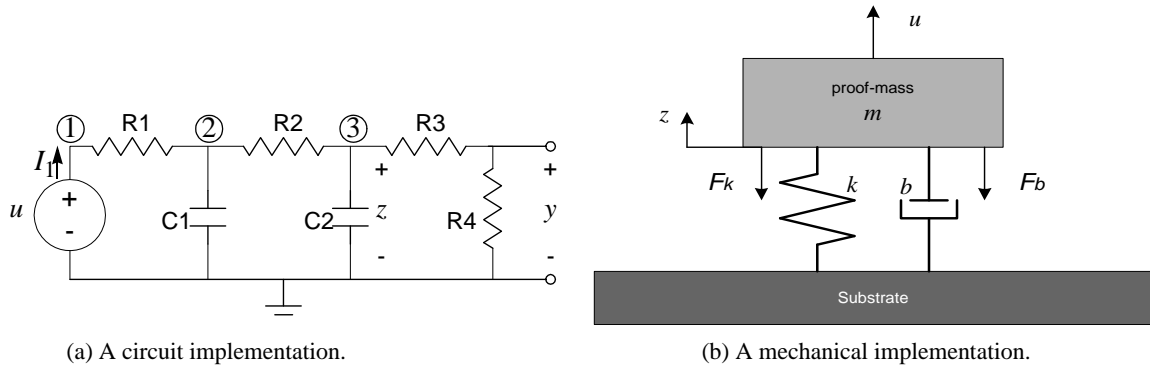 ① R1 ② R2 ③ R3
I1
+
-
u
C1
C2
+
z
-
R4
+
y
-
u
proof-mass
m
z
Fk
k
b
Fb
Substrate
(a) A circuit implementation.
(b) A mechanical implementation.